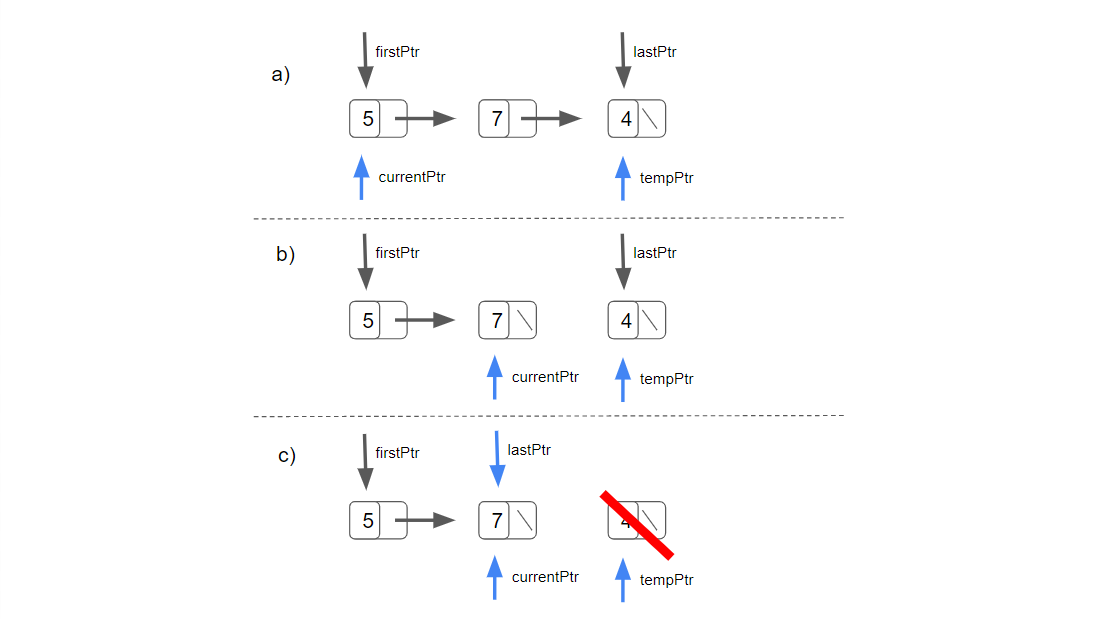 firstPtr lastPtr
a)
5 7 4
currentPtr tempPtr
b) firstPtr lastPtr
5 7 4
currentPtr tempPtr
c) firstPtr lastPtr
5 7 4
currentPtr tempPtr